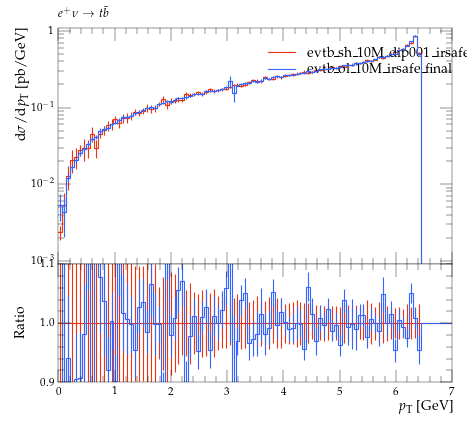 e⁺ν → tb̄
dσ/dp_T [pb/GeV]
1
10⁻¹
10⁻²
10⁻³
evtb_sh_10M_dip001_irsafe
evtb_ol_10M_irsafe_final
Ratio
1.1
1.0
0.9
0 1 2 3 4 5 6 7
p_T [GeV]